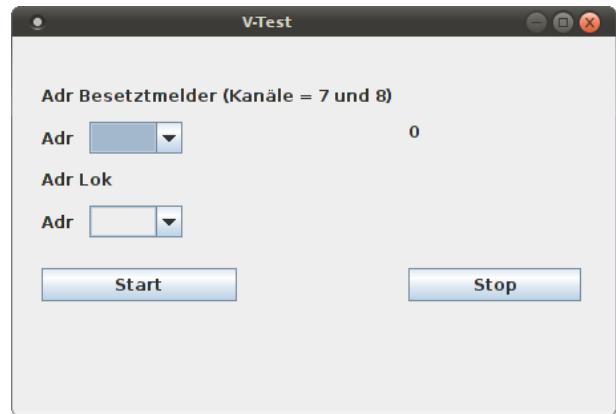 V-Test
Adr Besetztmelder (Kanäle = 7 und 8)
Adr 0
Adr Lok
Adr
Start Stop